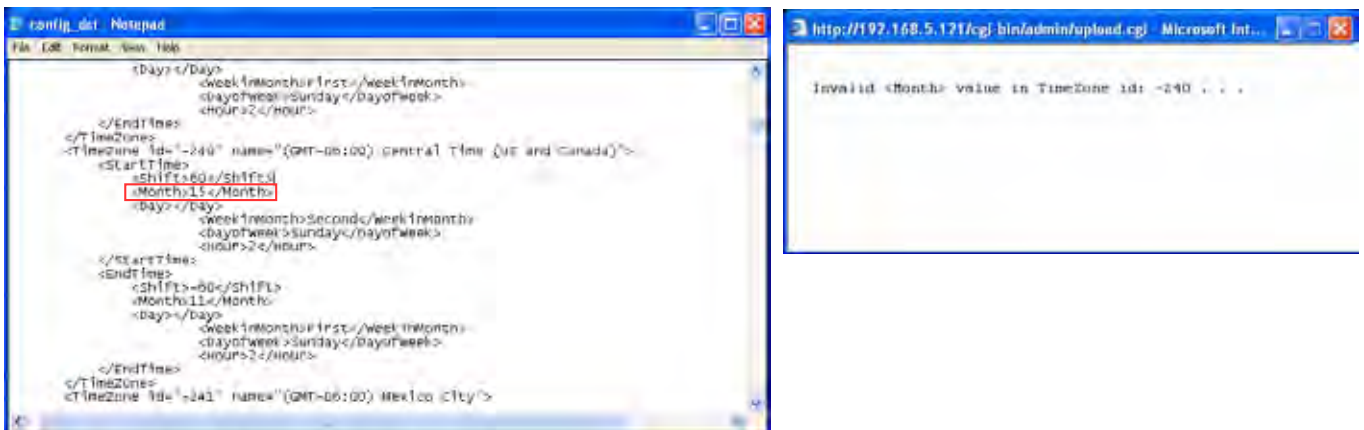 config_dst - Notepad
File Edit Format View Help
<Day></Day>
<WeekInMonth>First</WeekInMonth>
<DayofWeek>Sunday</DayofWeek>
<Hour>2</Hour>
</EndTime>
</TimeZone>
<TimeZone id="-240" name="(GMT-06:00) Central Time (US and Canada)">
<StartTime>
<Shift>60</Shift>
<Month>15</Month>
<Day></Day>
<WeekInMonth>Second</WeekInMonth>
<DayofWeek>Sunday</DayofWeek>
<Hour>2</Hour>
</StartTime>
<EndTime>
<Shift>-60</Shift>
<Month>11</Month>
<Day></Day>
<WeekInMonth>First</WeekInMonth>
<DayofWeek>Sunday</DayofWeek>
<Hour>2</Hour>
</EndTime>
</TimeZone>
<TimeZone id="-241" name="(GMT-06:00) Mexico City">
http://192.168.5.121/cgi-bin/admin/upload.cgi - Microsoft Int...
Invalid <Month> value in TimeZone id: -240 . . .